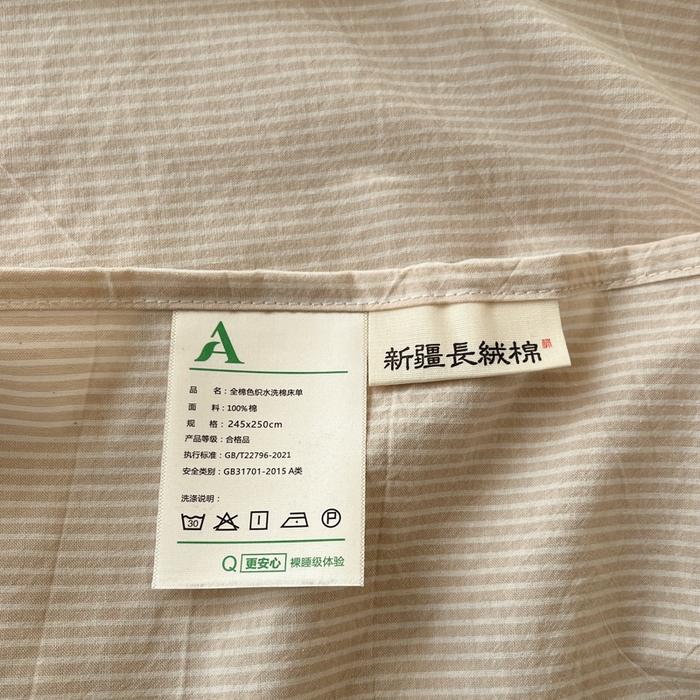 A
品 名：全棉色织水洗棉床单
面 料：100%棉
规 格：245x250cm
产品等级：合格品
执行标准：GB/T22796-2021
安全类别：GB31701-2015 A类
洗涤说明：
30 P
Q 更安心 裸睡级体验
新疆長絨棉